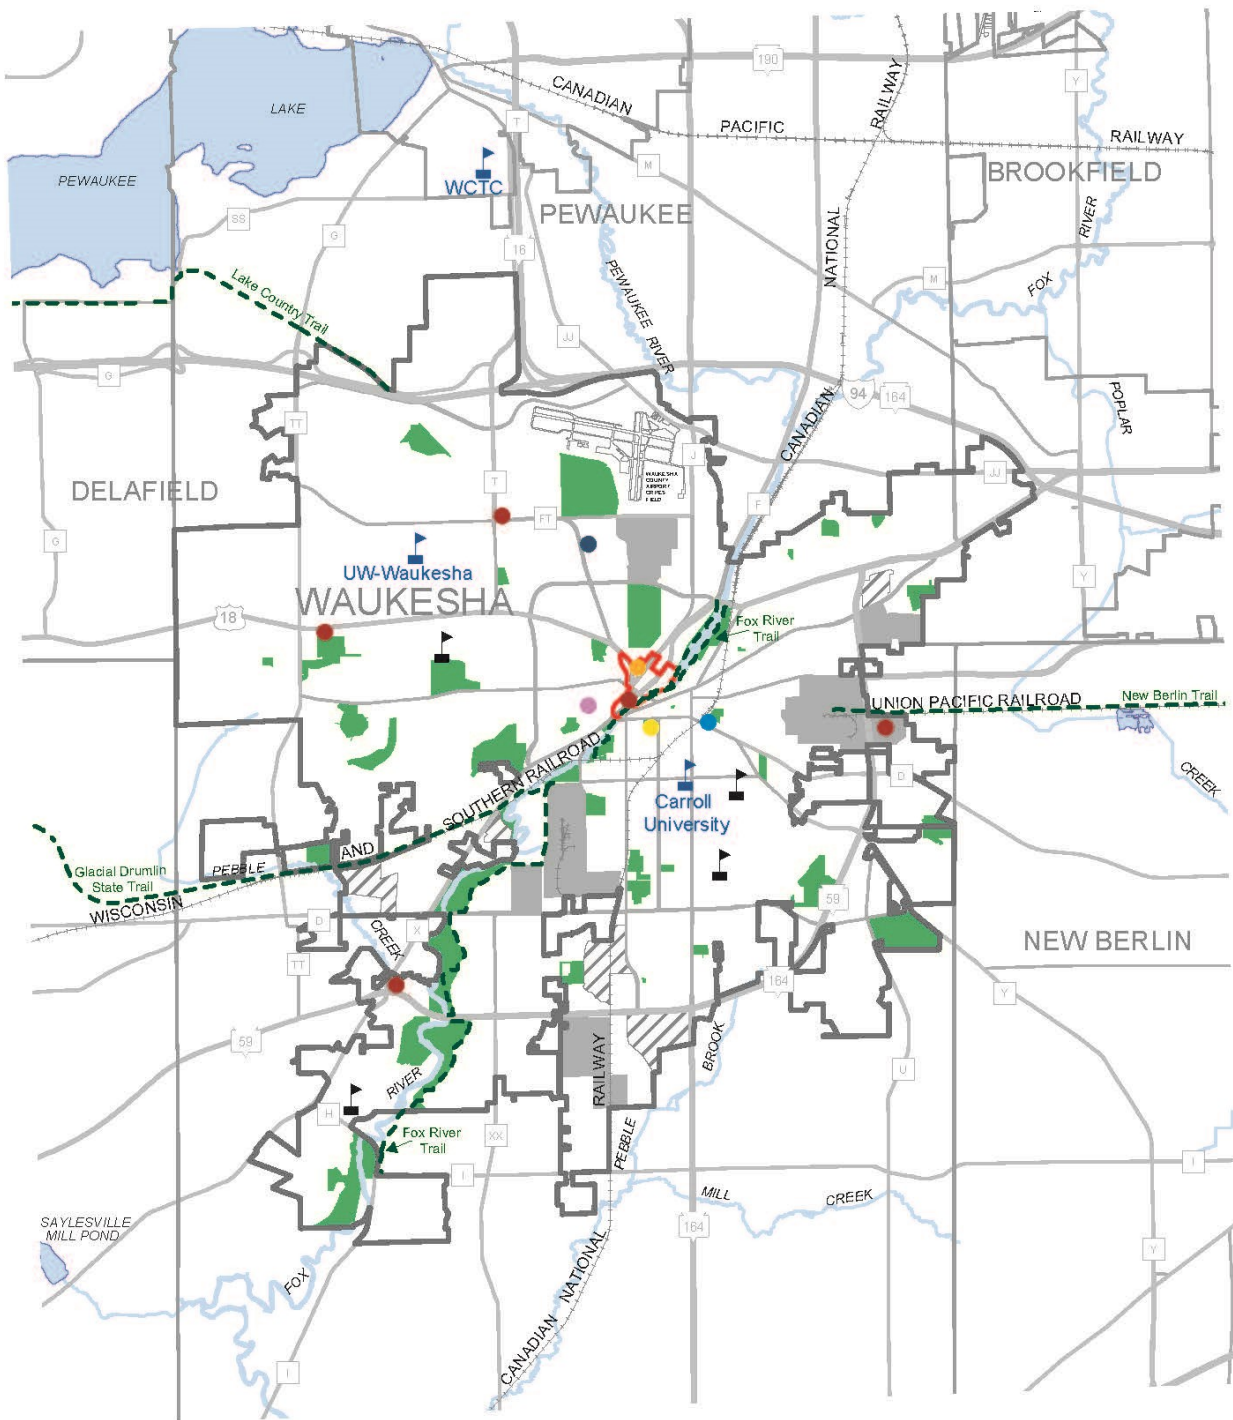 190
Y
CANADIAN
RAILWAY
LAKE
T
PACIFIC
RAILWAY
M
PEWAUKEE
WCTC
BROOKFIELD
SS
PEWAUKEE
NATIONAL
RIVER
G
16
Lake Country Trail
PEWAUKEE RIVER
M
FOX
JJ
G
94
164
CANADIAN
POPLAR
TT
J
JJ
WAUKESHA
COUNTY
AIRPORT
FIELD
T
DELAFIELD
F
FT
G
UW-Waukesha
Y
WAUKESHA
18
Fox River
Trail
UNION PACIFIC RAILROAD
New Berlin Trail
SOUTHERN RAILROAD
D
CREEK
Carroll
University
AND
PEBBLE
Glacial Drumlin
State Trail
WISCONSIN
59
D
X
CREEK
NEW BERLIN
TT
164
Y
59
BROOK
RAILWAY
U
RIVER
H
Fox River
Trail
XX
PEBBLE
I
I
MILL
CREEK
SAYLESVILLE
MILL POND
164
Y
FOX
NATIONAL
CANADIAN
I